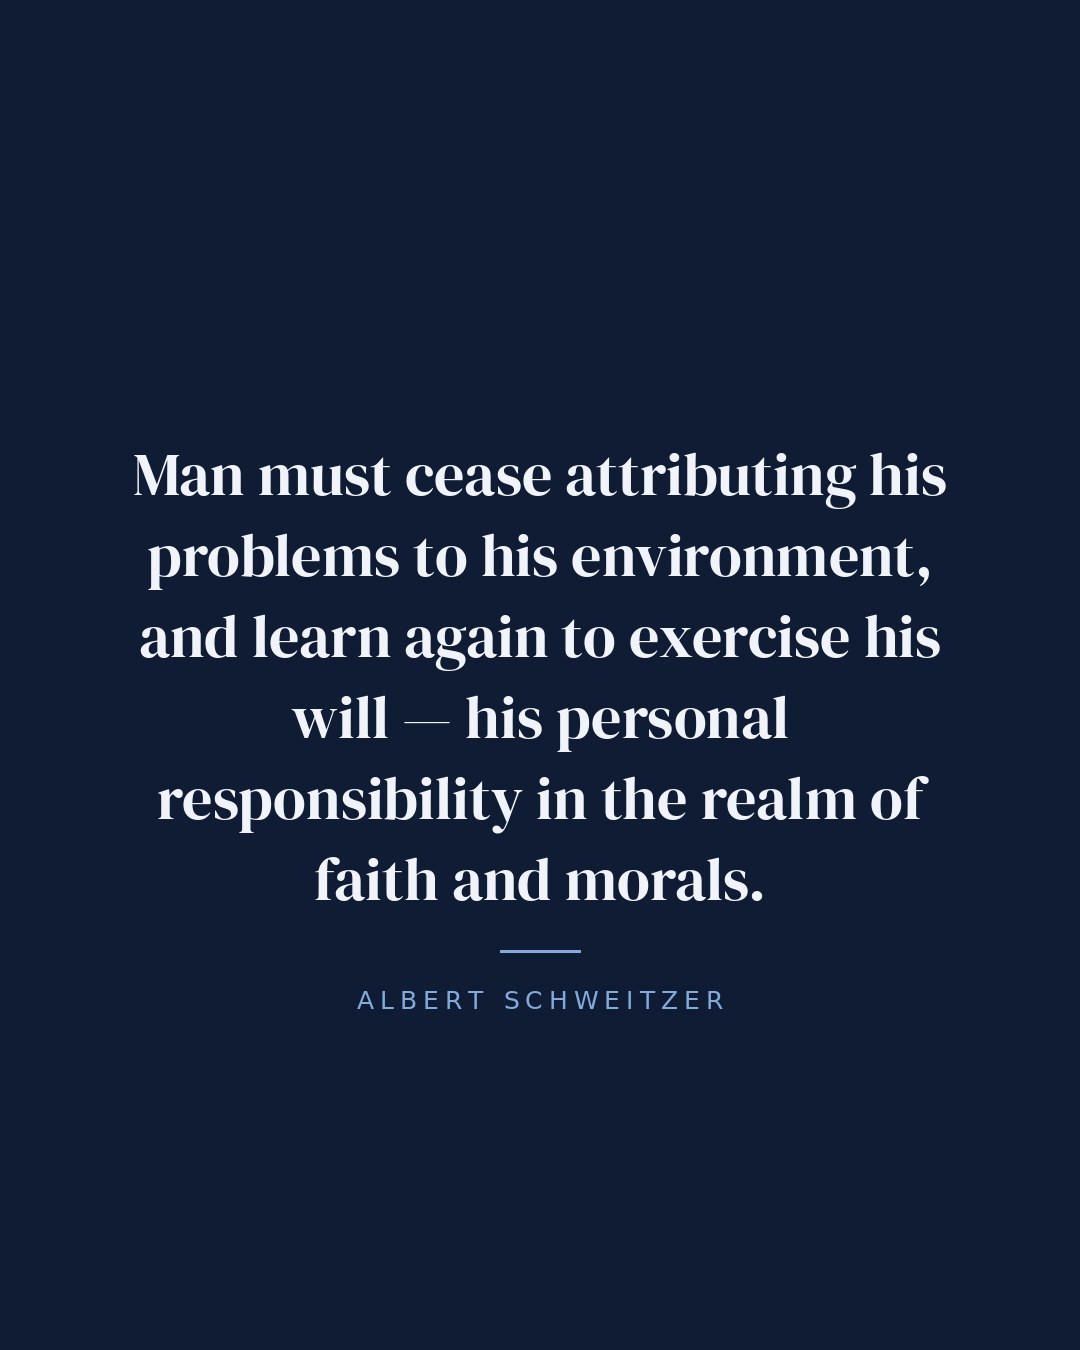 Man must cease attributing his
problems to his environment,
and learn again to exercise his
will — his personal
responsibility in the realm of
faith and morals.
ALBERT SCHWEITZER